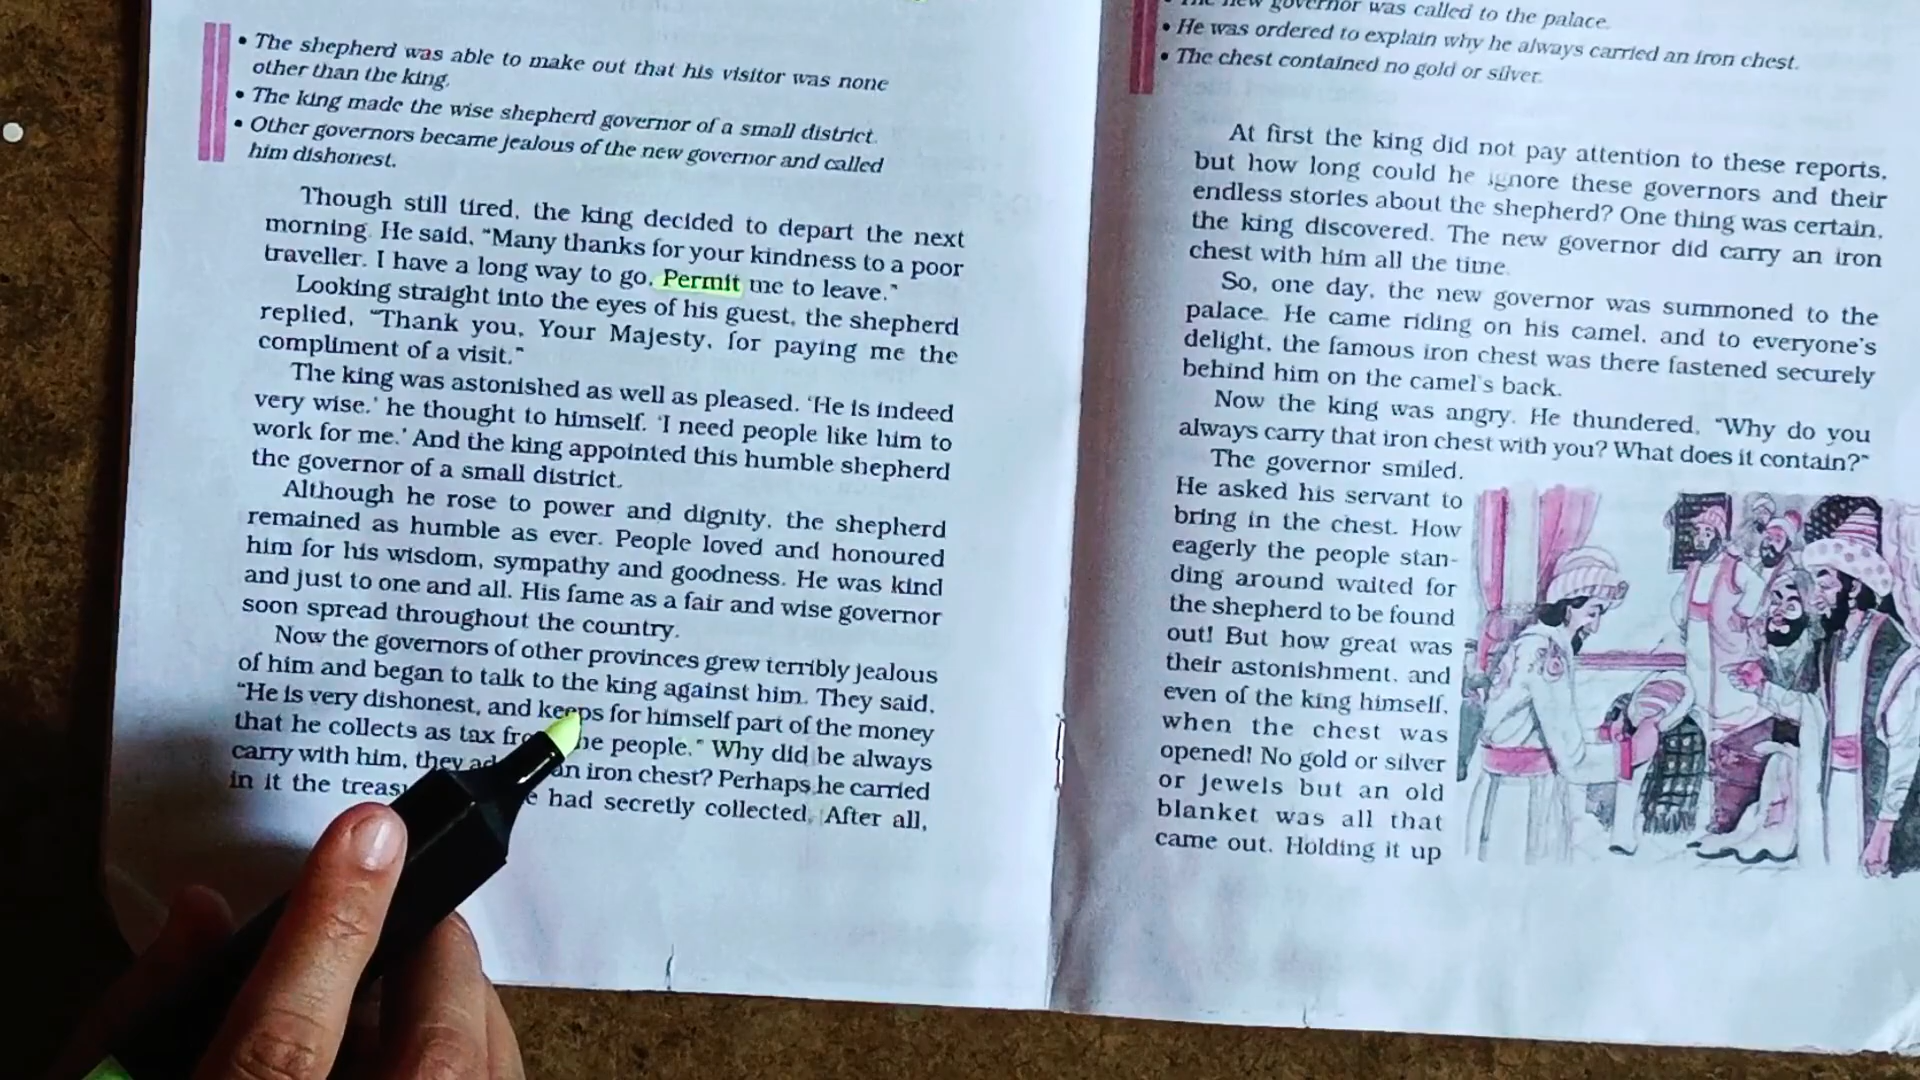 • The shepherd was able to make out that his visitor was none
other than the king.
• The king made the wise shepherd governor of a small district.
• Other governors became jealous of the new governor and called
him dishonest.
Though still tired, the king decided to depart the next
morning. He said, “Many thanks for your kindness to a poor
traveller. I have a long way to go. Permit me to leave.”
Looking straight into the eyes of his guest, the shepherd
replied, “Thank you, Your Majesty, for paying me the
compliment of a visit.”
The king was astonished as well as pleased. ‘He is indeed
very wise,’ he thought to himself. ‘I need people like him to
work for me.’ And the king appointed this humble shepherd
the governor of a small district.
Although he rose to power and dignity, the shepherd
remained as humble as ever. People loved and honoured
him for his wisdom, sympathy and goodness. He was kind
and just to one and all. His fame as a fair and wise governor
soon spread throughout the country.
Now the governors of other provinces grew terribly jealous
of him and began to talk to the king against him. They said,
“He is very dishonest, and keeps for himself part of the money
that he collects as tax people.” Why did he always
carry with him, they an iron chest? Perhaps he carried
in it the had secretly collected. After all,
• The new governor was called to the palace.
• He was ordered to explain why he always carried an iron chest.
• The chest contained no gold or silver.
At first the king did not pay attention to these reports,
but how long could he ignore these governors and their
endless stories about the shepherd? One thing was certain,
the king discovered. The new governor did carry an iron
chest with him all the time.
So, one day, the new governor was summoned to the
palace. He came riding on his camel, and to everyone’s
delight, the famous iron chest was there fastened securely
behind him on the camel’s back.
Now the king was angry. He thundered, “Why do you
always carry that iron chest with you? What does it contain?”
The governor smiled.
He asked his servant to
bring in the chest. How
eagerly the people stan-
ding around waited for
the shepherd to be found
out! But how great was
their astonishment, and
even of the king himself,
when the chest was
opened! No gold or silver
or jewels but an old
blanket was all that
came out. Holding it up